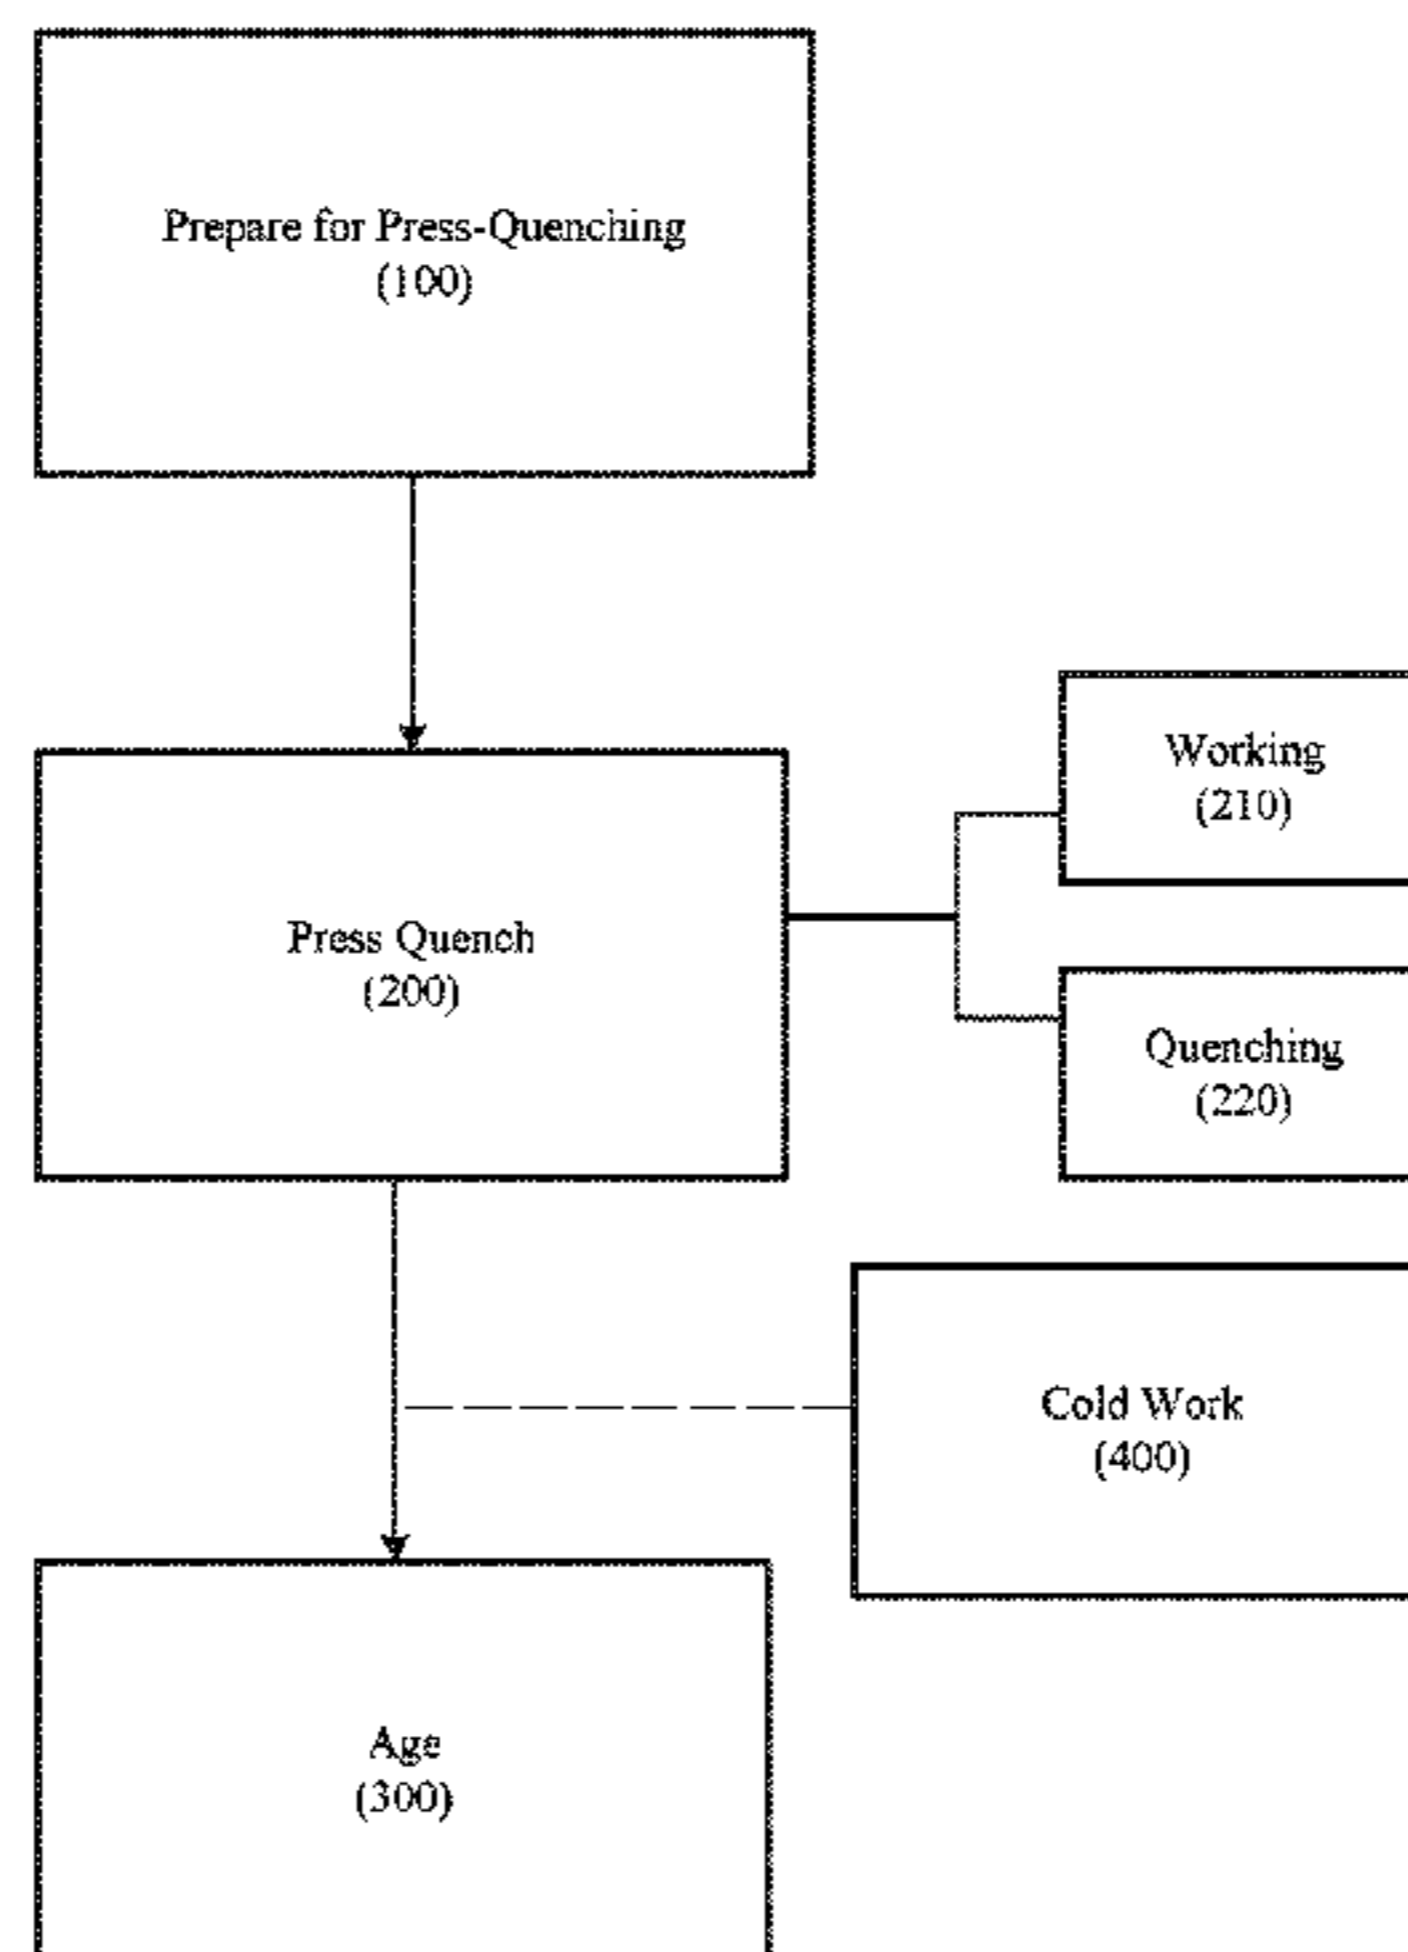 Prepare for Press-Quenching
(100)
Working
(210)
Press Quench
(200)
Quenching
(220)
Cold Work
(400)
Age
(300)